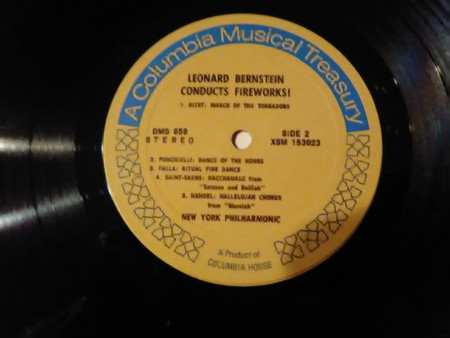 A Columbia Musical Treasury
LEONARD BERNSTEIN
CONDUCTS FIREWORKS!
1. BIZET: MARCH OF THE TOREADORS
DMS 659 SIDE 2
STEREO XSM 153023
2. PONCHIELLI: DANCE OF THE HOURS
3. FALLA: RITUAL FIRE DANCE
4. SAINT-SAENS: BACCHANALE from
"Samson and Delilah"
5. HANDEL: HALLELUJAH CHORUS
from "Messiah"
NEW YORK PHILHARMONIC
A Product of
COLUMBIA HOUSE